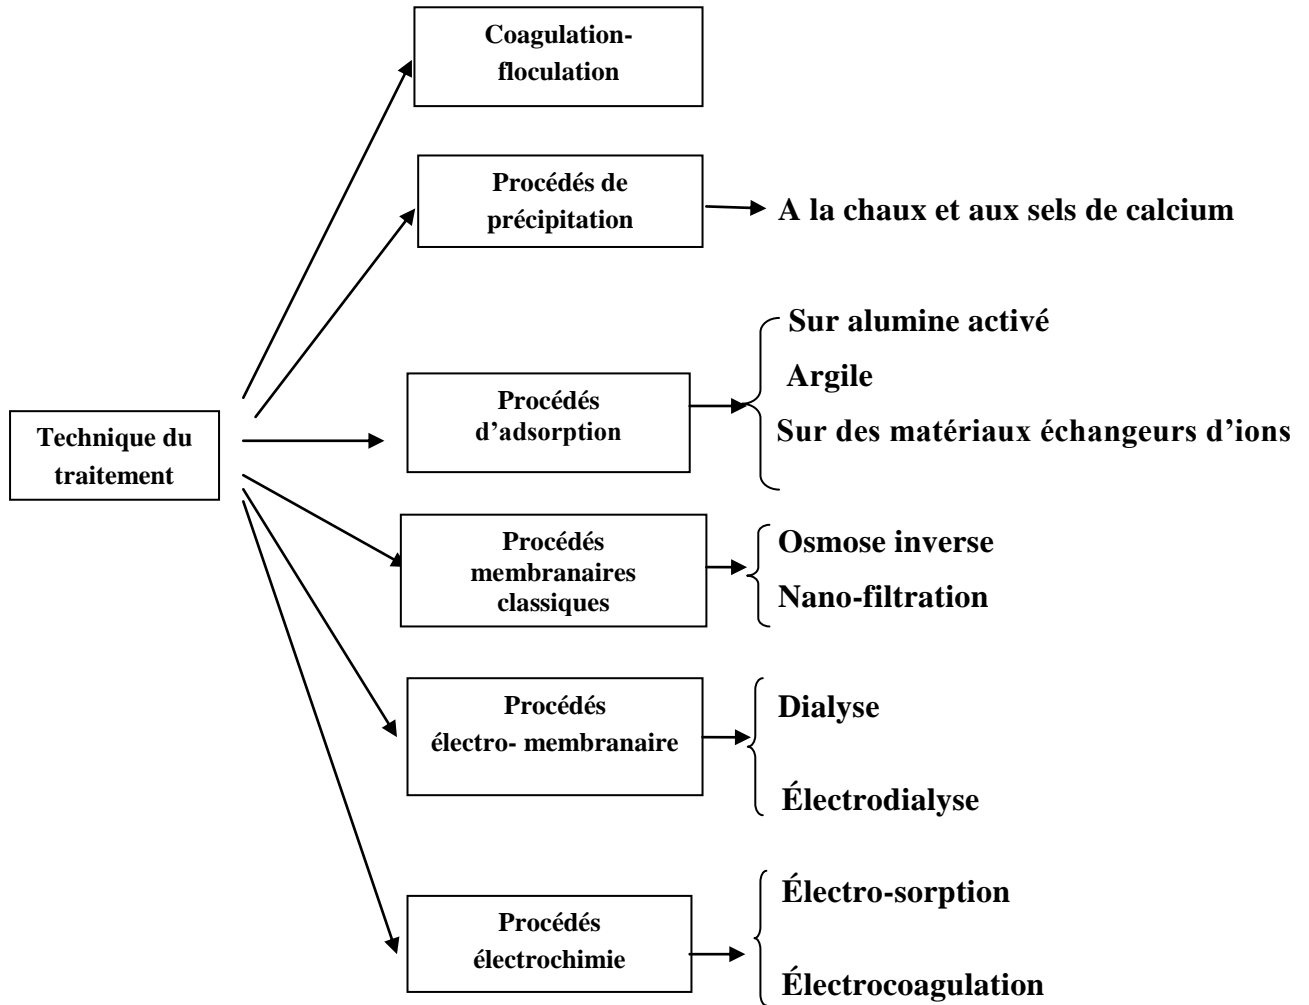 Coagulation-
floculation
Procédés de
précipitation
A la chaux et aux sels de calcium
Sur alumine activé
Argile
Sur des matériaux échangeurs d’ions
Procédés
d’adsorption
Technique du
traitement
Procédés
membranaires
classiques
Osmose inverse
Nano-filtration
Procédés
électro- membranaire
Dialyse
Électrodialyse
Procédés
électrochimie
Électro-sorption
Électrocoagulation